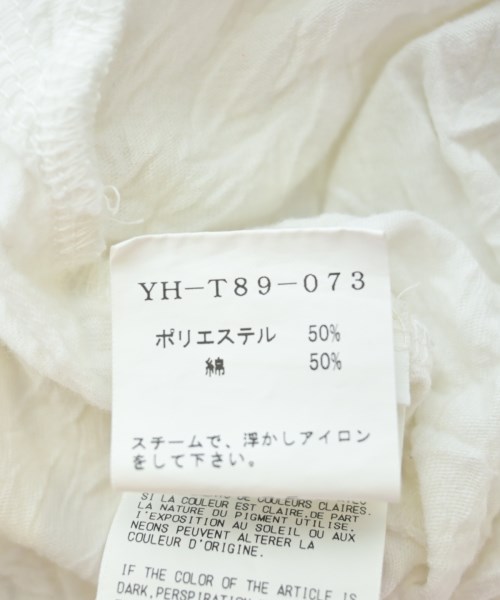 YH-T89-073
ポリエステル 50%
綿 50%
スチームで、浮かしアイロン
をして下さい。
DE COULEURS CLAIRES.
SI LA COULEUR EST CLAIRE,DE PART
LA NATURE DU PIGMENT UTILISE,
L'EXPOSITION AU SOLEIL OU AUX
NEONS PEUVENT ALTERER LA
COULEUR D'ORIGINE.
IF THE COLOR OF THE ARTICLE IS
DARK,PERSPIRATION